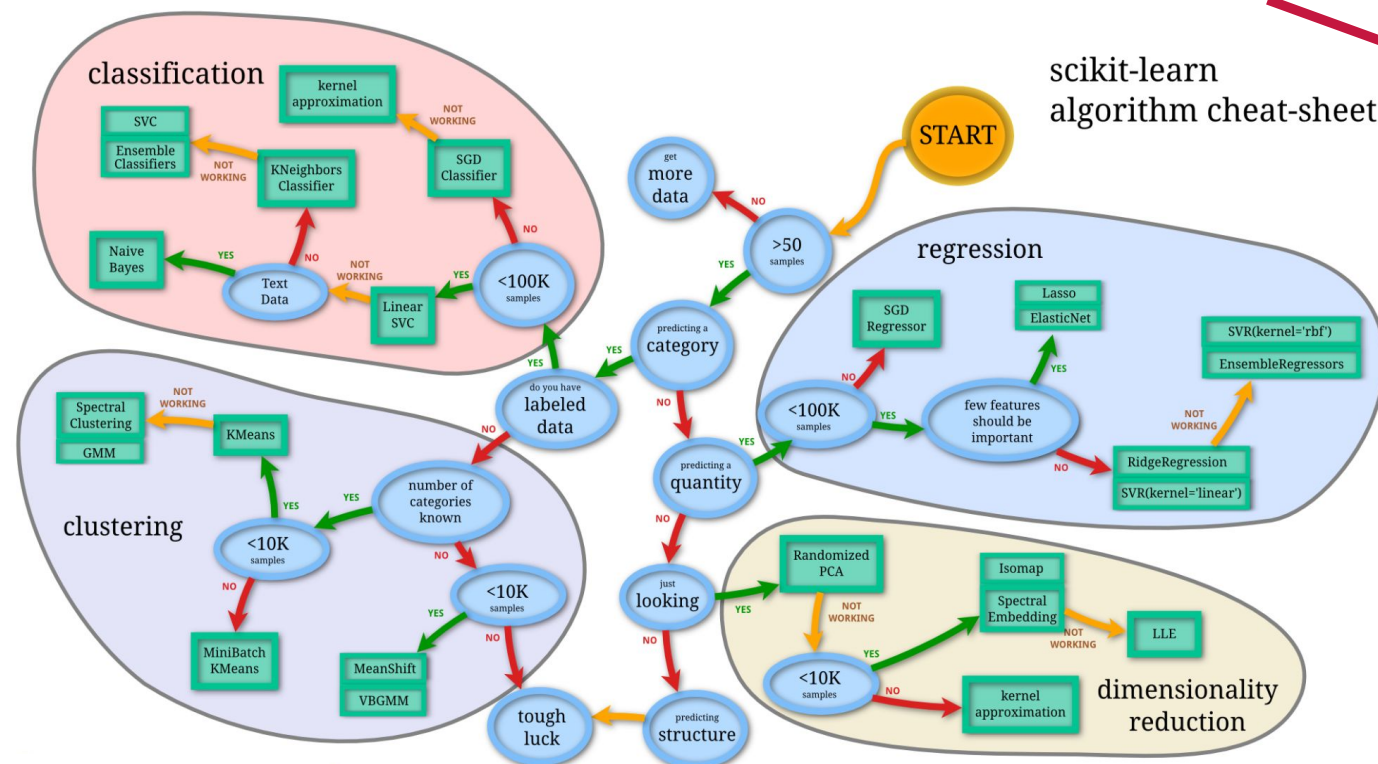 scikit-learn
algorithm cheat-sheet
START
classification
kernel
approximation
NOT
WORKING
SVC
Ensemble
Classifiers
NOT
WORKING
KNeighbors
Classifier
SGD
Classifier
NO
NO
Naive
Bayes
YES
Text
Data
NOT
WORKING
Linear
SVC
YES
<100K
samples
YES
get
more
data
NO
>50
samples
YES
predicting a
category
YES
NO
do you have
labeled
data
NO
predicting a
quantity
YES
NO
just
looking
YES
NO
predicting
structure
tough
luck
regression
SGD
Regressor
NO
<100K
samples
YES
few features
should be
important
YES
Lasso
ElasticNet
NO
RidgeRegression
SVR(kernel='linear')
NOT
WORKING
SVR(kernel='rbf')
EnsembleRegressors
clustering
Spectral
Clustering
GMM
NOT
WORKING
KMeans
YES
number of
categories
known
YES
NO
<10K
samples
NO
MiniBatch
KMeans
<10K
samples
YES
NO
MeanShift
VBGMM
dimensionality
reduction
Randomized
PCA
NOT
WORKING
<10K
samples
YES
NO
Isomap
Spectral
Embedding
NOT
WORKING
LLE
kernel
approximation